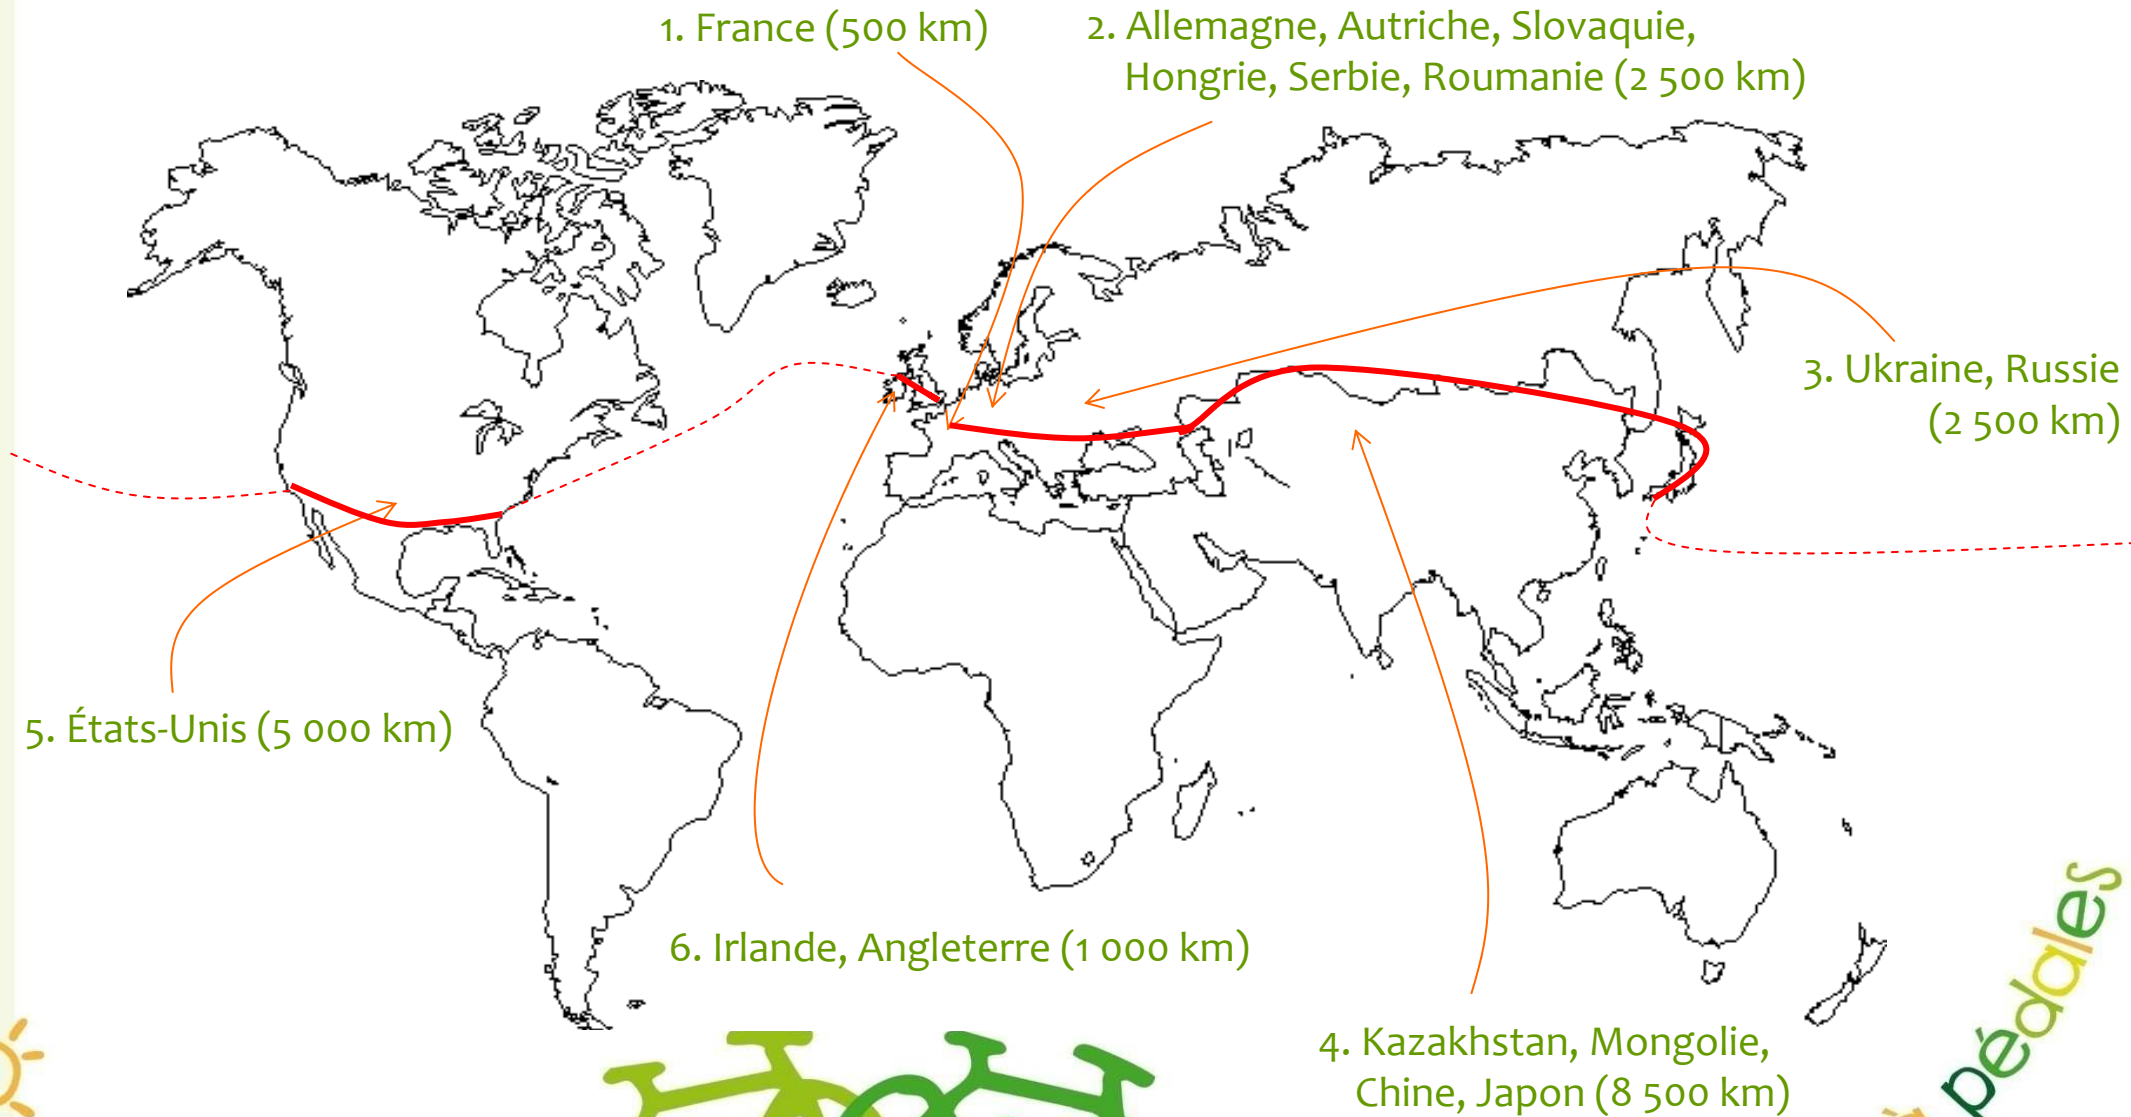 1. France (500 km)
2. Allemagne, Autriche, Slovaquie,
Hongrie, Serbie, Roumanie (2 500 km)
3. Ukraine, Russie
(2 500 km)
5. États-Unis (5 000 km)
6. Irlande, Angleterre (1 000 km)
4. Kazakhstan, Mongolie,
Chine, Japon (8 500 km)
pédales